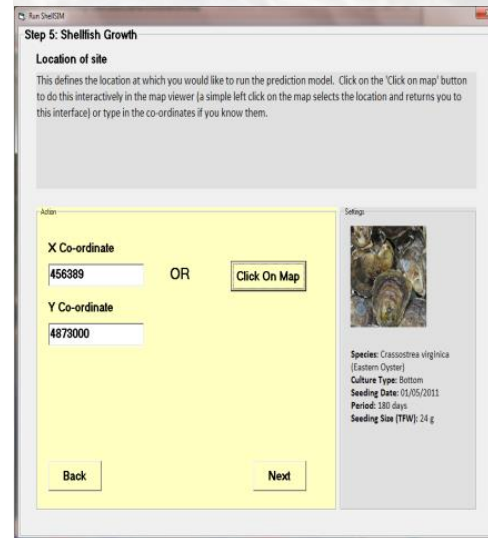 Run ShellSIM
Step 5: Shellfish Growth
Location of site
This defines the location at which you would like to run the prediction model. Click on the 'Click on map' button
to do this interactively in the map viewer (a simple left click on the map selects the location and returns you to
this interface) or type in the co-ordinates if you know them.
Action
X Co-ordinate
456389
OR
Click On Map
Y Co-ordinate
4873000
Back
Next
Settings
Species: Crassostrea virginica
(Eastern Oyster)
Culture Type: Bottom
Seeding Date: 01/05/2011
Period: 180 days
Seeding Size (TFW): 24 g